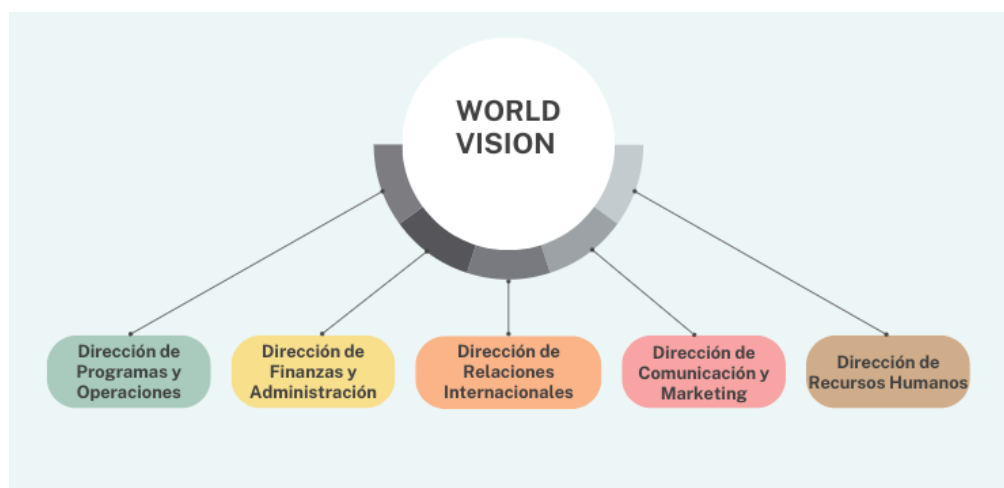 WORLD
VISION
Dirección de
Programas y
Operaciones
Dirección de
Finanzas y
Administración
Dirección de
Relaciones
Internacionales
Dirección de
Comunicación y
Marketing
Dirección de
Recursos Humanos